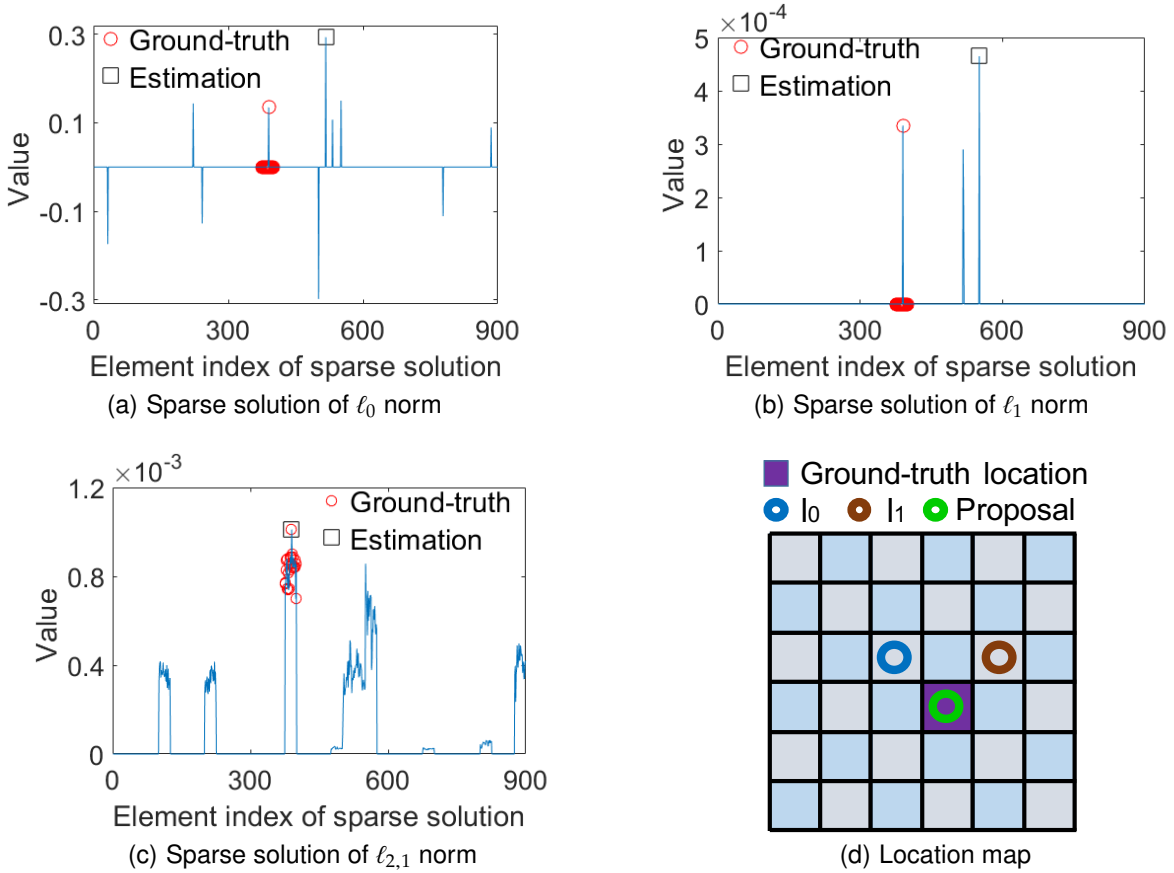 0.3
0.1
-0.1
-0.3
0
300
600
900
Value
Ground-truth
Estimation
Element index of sparse solution
(a) Sparse solution of ℓ0 norm
×10-4
5
4
3
2
1
0
0
300
600
900
Value
Ground-truth
Estimation
Element index of sparse solution
(b) Sparse solution of ℓ1 norm
×10-3
1.2
0.8
0.4
0
0
300
600
900
Value
Ground-truth
Estimation
Element index of sparse solution
(c) Sparse solution of ℓ2,1 norm
Ground-truth location
l0 l1 Proposal
(d) Location map